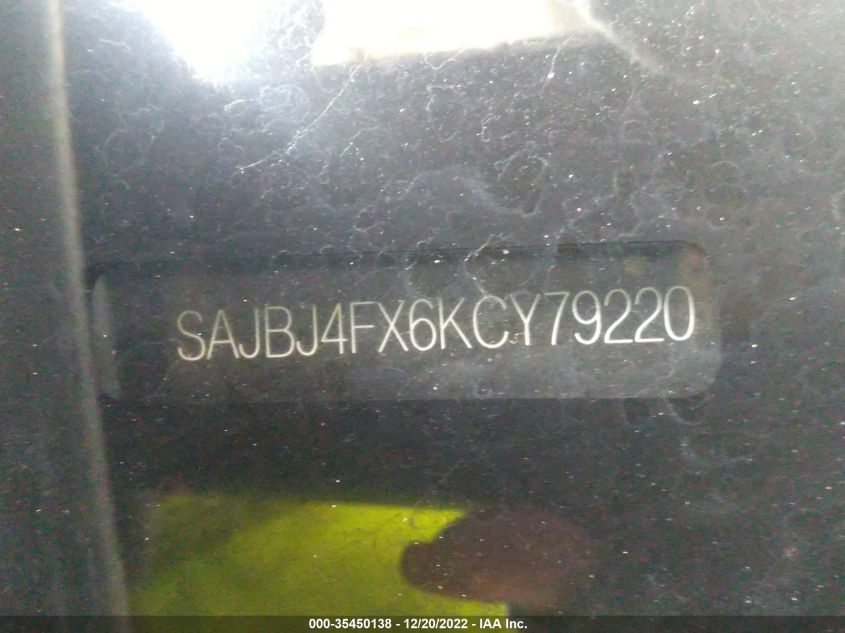 SAJBJ4FX6KCY79220
000-35450138 - 12/20/2022 - IAA Inc.